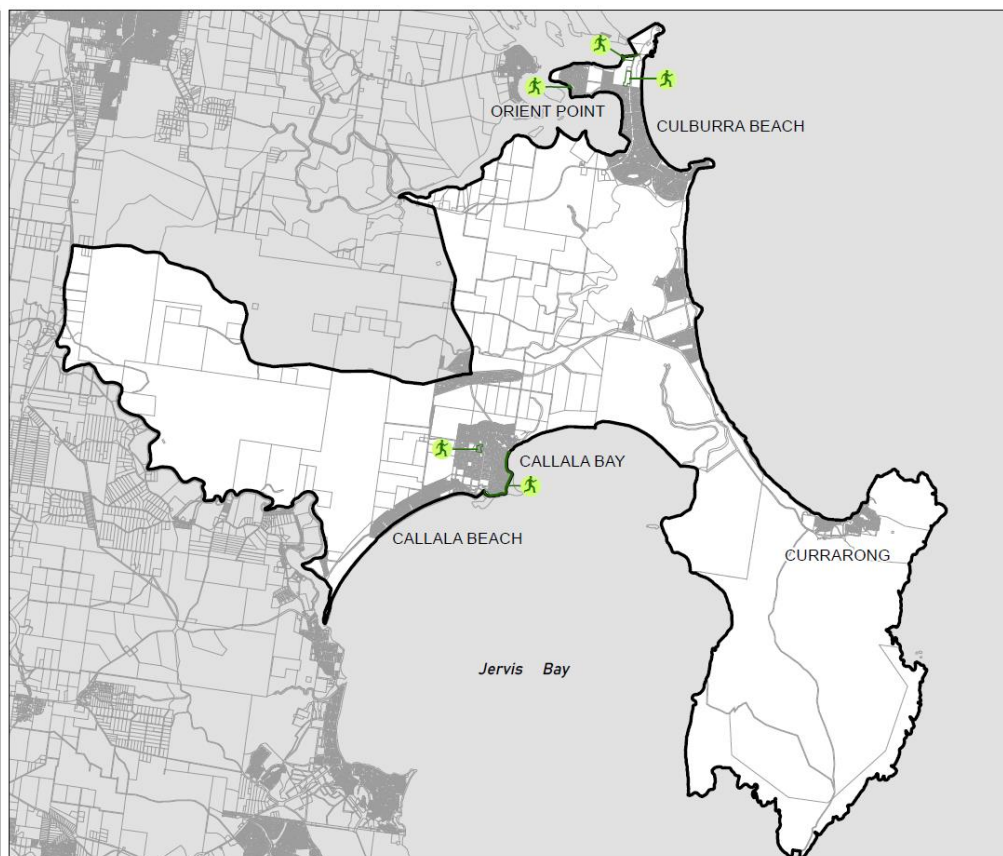 ORIENT POINT
CULBURRA BEACH
CALLALA BAY
CALLALA BEACH
CURRARONG
Jervis Bay